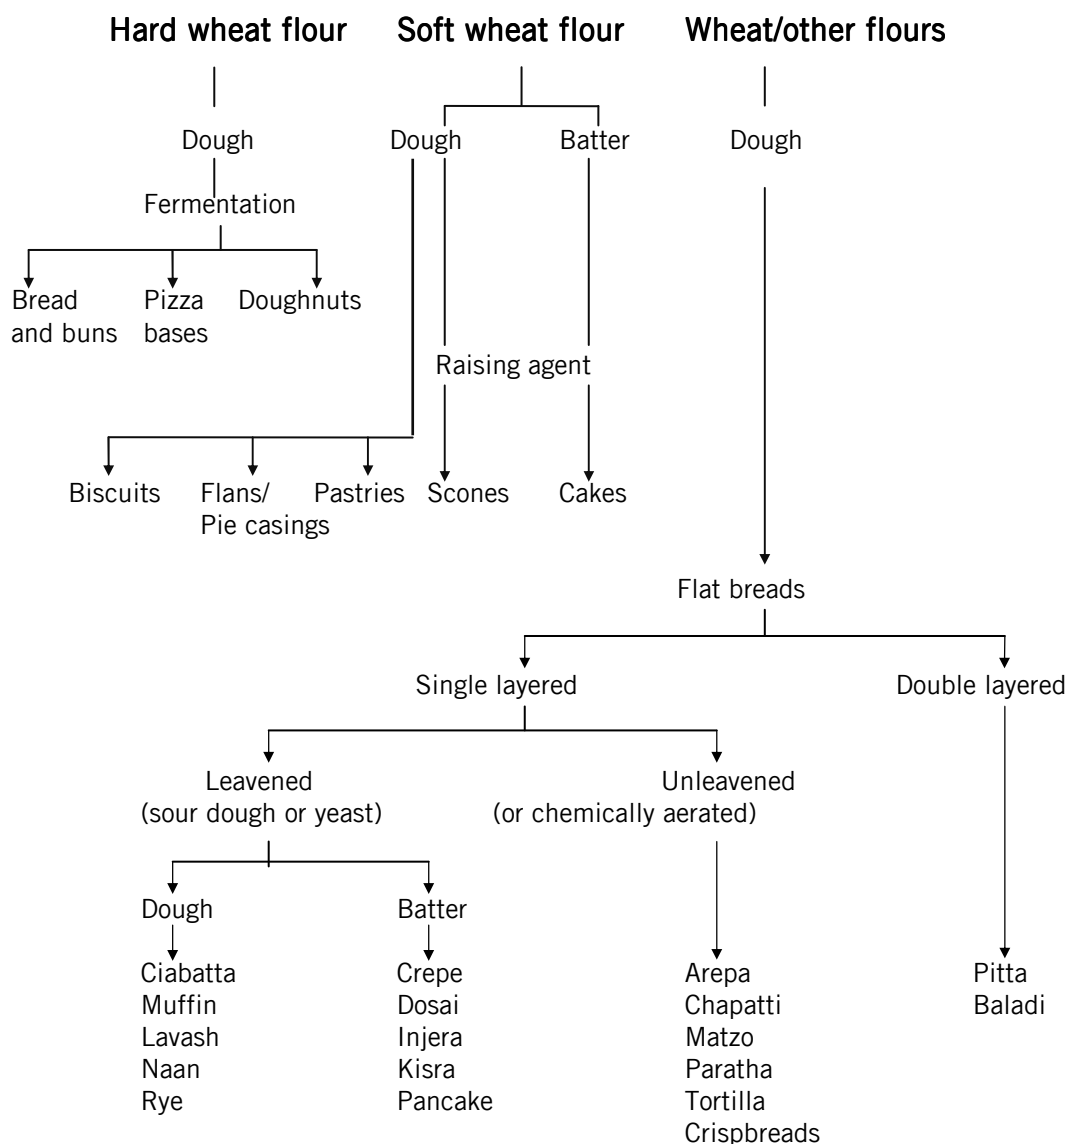 Hard wheat flour
Soft wheat flour
Wheat/other flours
Dough
Dough
Batter
Dough
Fermentation
Bread
and buns
Pizza
bases
Doughnuts
Raising agent
Biscuits
Flans/
Pie casings
Pastries
Scones
Cakes
Flat breads
Single layered
Double layered
Leavened
(sour dough or yeast)
Unleavened
(or chemically aerated)
Dough
Batter
Ciabatta
Muffin
Lavash
Naan
Rye
Crepe
Dosai
Injera
Kisra
Pancake
Arepa
Chapatti
Matzo
Paratha
Tortilla
Crispbreads
Pitta
Baladi